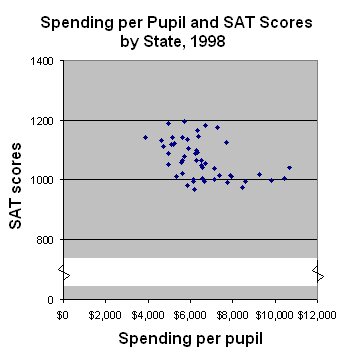 Spending per Pupil and SAT Scores
by State, 1998
1400
1200
1000
800
0
SAT scores
$0 $2,000 $4,000 $6,000 $8,000 $10,000 $12,000
Spending per pupil